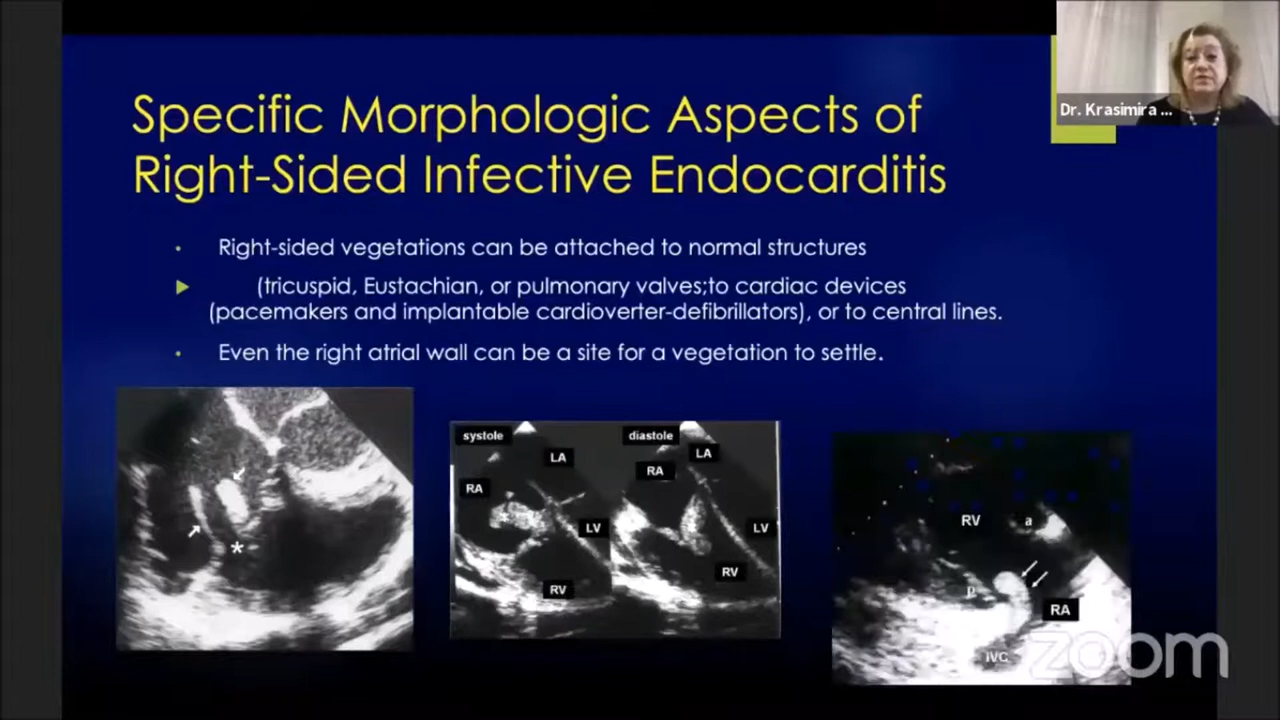 Dr. Krasimira ...
Specific Morphologic Aspects of
Right-Sided Infective Endocarditis
Right-sided vegetations can be attached to normal structures
(tricuspid, Eustachian, or pulmonary valves;to cardiac devices
(pacemakers and implantable cardioverter-defibrillators), or to central lines.
Even the right atrial wall can be a site for a vegetation to settle.
*
systole
LA
RA
LV
RV
diastole
LA
RA
LV
RV
RV
a
p
RA
IVC
zoom